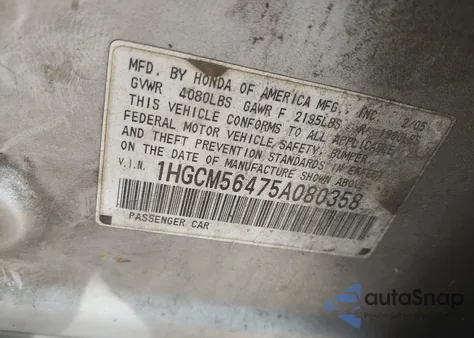 MFD. BY HONDA OF AMERICA MFG., INC. 2/05
GVWR 4080LBS GAWR F 2195LBS
THIS VEHICLE CONFORMS TO ALL APPLICABLE
FEDERAL MOTOR VEHICLE SAFETY, BUMPER,
AND THEFT PREVENTION STANDARDS IN EFFECT
ON THE DATE OF MANUFACTURE SHOWN ABOVE.
V.I.N. 1HGCM56475A080358
PASSENGER CAR
autoSnap